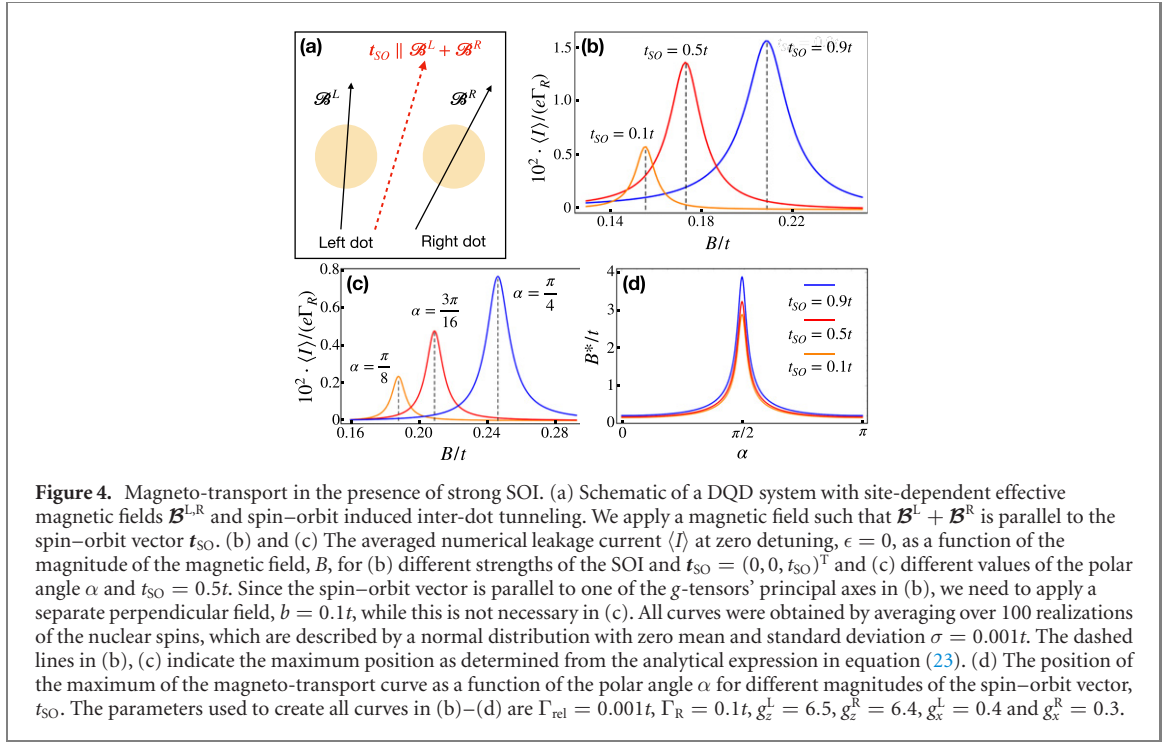 (a)
t_SO ∥ ℬ^L + ℬ^R
ℬ^L
ℬ^R
Left dot
Right dot
(b)
10² · ⟨I⟩/(eΓ_R)
1.5
1.0
0.5
0
t_SO = 0.1t
t_SO = 0.5t
t_SO = 0.9t
0.14
0.18
0.22
B/t
(c)
10² · ⟨I⟩/(eΓ_R)
0.8
0.6
0.4
0.2
0
α = π/8
α = 3π/16
α = π/4
0.16
0.20
0.24
0.28
B/t
(d)
B*/t
4
3
2
1
0
t_SO = 0.9t
t_SO = 0.5t
t_SO = 0.1t
0
π/2
π
α
Figure 4. Magneto-transport in the presence of strong SOI. (a) Schematic of a DQD system with site-dependent effective
magnetic fields ℬ^L,R and spin–orbit induced inter-dot tunneling. We apply a magnetic field such that ℬ^L + ℬ^R is parallel to the
spin–orbit vector t_SO. (b) and (c) The averaged numerical leakage current ⟨I⟩ at zero detuning, ϵ = 0, as a function of the
magnitude of the magnetic field, B, for (b) different strengths of the SOI and t_SO = (0, 0, t_SO)^T and (c) different values of the polar
angle α and t_SO = 0.5t. Since the spin–orbit vector is parallel to one of the g-tensors' principal axes in (b), we need to apply a
separate perpendicular field, b = 0.1t, while this is not necessary in (c). All curves were obtained by averaging over 100 realizations
of the nuclear spins, which are described by a normal distribution with zero mean and standard deviation σ = 0.001t. The dashed
lines in (b), (c) indicate the maximum position as determined from the analytical expression in equation (23). (d) The position of
the maximum of the magneto-transport curve as a function of the polar angle α for different magnitudes of the spin–orbit vector,
t_SO. The parameters used to create all curves in (b)–(d) are Γ_rel = 0.001t, Γ_R = 0.1t, g_z^L = 6.5, g_z^R = 6.4, g_x^L = 0.4 and g_x^R = 0.3.